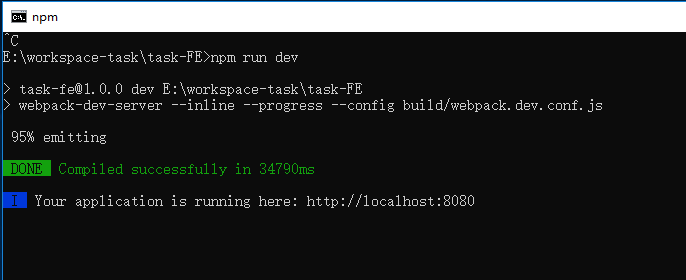 npm
^C
E:\workspace-task\task-FE>npm run dev
> task-fe@1.0.0 dev E:\workspace-task\task-FE
> webpack-dev-server --inline --progress --config build/webpack.dev.conf.js
95% emitting
DONE Compiled successfully in 34790ms
I Your application is running here: http://localhost:8080